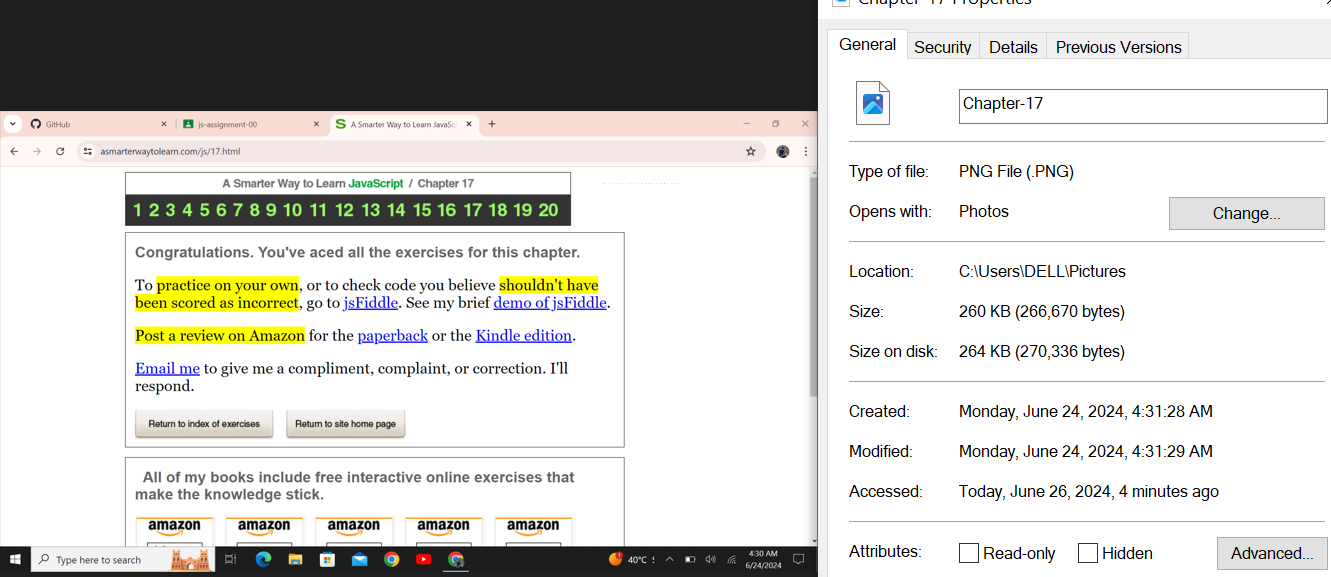 GitHub
js-assignment-00
A Smarter Way to Learn JavaSc
asmarterwaytolearn.com/js/17.html
A Smarter Way to Learn JavaScript / Chapter 17
1 2 3 4 5 6 7 8 9 10 11 12 13 14 15 16 17 18 19 20
Congratulations. You've aced all the exercises for this chapter.
To practice on your own, or to check code you believe shouldn't have
been scored as incorrect, go to jsFiddle. See my brief demo of jsFiddle.
Post a review on Amazon for the paperback or the Kindle edition.
Email me to give me a compliment, complaint, or correction. I'll
respond.
Return to index of exercises
Return to site home page
All of my books include free interactive online exercises that
make the knowledge stick.
amazon amazon amazon amazon amazon
Type here to search
40°C
4:30 AM
6/24/2024
Chapter-17 Properties
General Security Details Previous Versions
Chapter-17
Type of file: PNG File (.PNG)
Opens with: Photos Change...
Location: C:\Users\DELL\Pictures
Size: 260 KB (266,670 bytes)
Size on disk: 264 KB (270,336 bytes)
Created: Monday, June 24, 2024, 4:31:28 AM
Modified: Monday, June 24, 2024, 4:31:29 AM
Accessed: Today, June 26, 2024, 4 minutes ago
Attributes: Read-only Hidden Advanced...